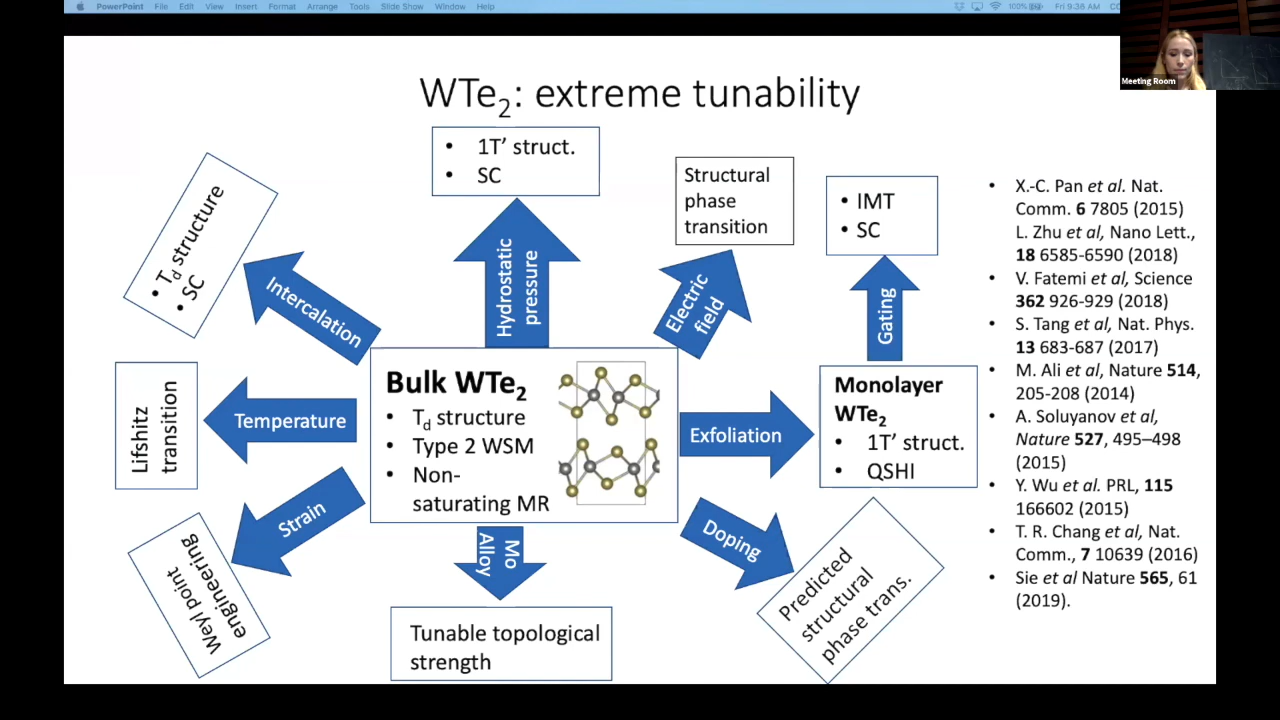 PowerPoint File Edit View Insert Format Arrange Tools Slide Show Window Help
100% Fri 9:36 AM
Meeting Room
WTe2: extreme tunability
• 1T' struct.
• SC
Structural
phase
transition
• IMT
• SC
• Td structure
• SC
Intercalation
Hydrostatic
pressure
Electric
field
Gating
Lifshitz
transition
Temperature
Bulk WTe2
• Td structure
• Type 2 WSM
• Non-
saturating MR
Exfoliation
Monolayer
WTe2
• 1T' struct.
• QSHI
Strain
Mo
Alloy
Doping
Weyl point
engineering
Tunable topological
strength
Predicted
structural
phase trans.
• X.-C. Pan et al. Nat.
Comm. 6 7805 (2015)
L. Zhu et al, Nano Lett.,
18 6585-6590 (2018)
• V. Fatemi et al, Science
362 926-929 (2018)
• S. Tang et al, Nat. Phys.
13 683-687 (2017)
• M. Ali et al, Nature 514,
205-208 (2014)
• A. Soluyanov et al,
Nature 527, 495–498
(2015)
• Y. Wu et al. PRL, 115
166602 (2015)
• T. R. Chang et al, Nat.
Comm., 7 10639 (2016)
• Sie et al Nature 565, 61
(2019).